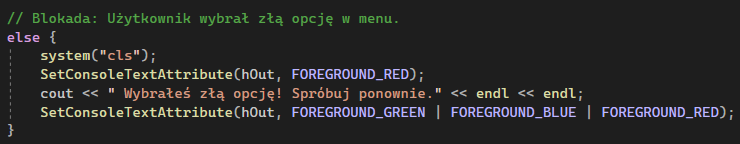 // Blokada: Użytkownik wybrał złą opcję w menu.
else {
system("cls");
SetConsoleTextAttribute(hOut, FOREGROUND_RED);
cout << " Wybrałeś złą opcję! Spróbuj ponownie." << endl << endl;
SetConsoleTextAttribute(hOut, FOREGROUND_GREEN | FOREGROUND_BLUE | FOREGROUND_RED);
}